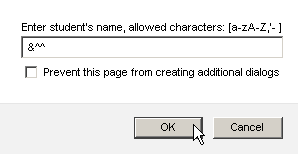 Enter student's name, allowed characters: [a-zA-Z,'- ]
&^^
Prevent this page from creating additional dialogs
OK
Cancel